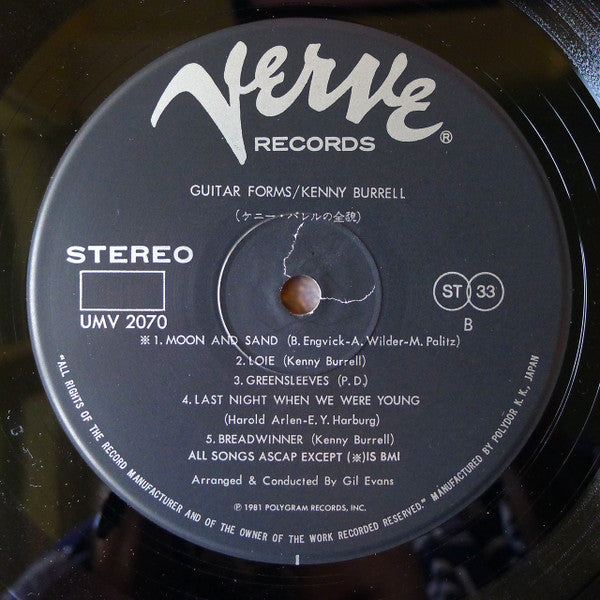 Verve
RECORDS ®
GUITAR FORMS/KENNY BURRELL
(ケニー・バレルの全貌)
STEREO
ST 33
UMV 2070
B
※1. MOON AND SAND (B. Engvick-A. Wilder-M. Palitz)
2. LOIE (Kenny Burrell)
3. GREENSLEEVES (P. D.)
4. LAST NIGHT WHEN WE WERE YOUNG
(Harold Arlen-E. Y. Harburg)
5. BREADWINNER (Kenny Burrell)
ALL SONGS ASCAP EXCEPT (※) IS BMI
Arranged & Conducted By Gil Evans
Ⓟ 1981 POLYGRAM RECORDS, INC.
"ALL RIGHTS OF THE RECORD MANUFACTURER AND OF THE OWNER OF THE WORK RECORDED RESERVED." MANUFACTURED BY POLYDOR K. K., JAPAN